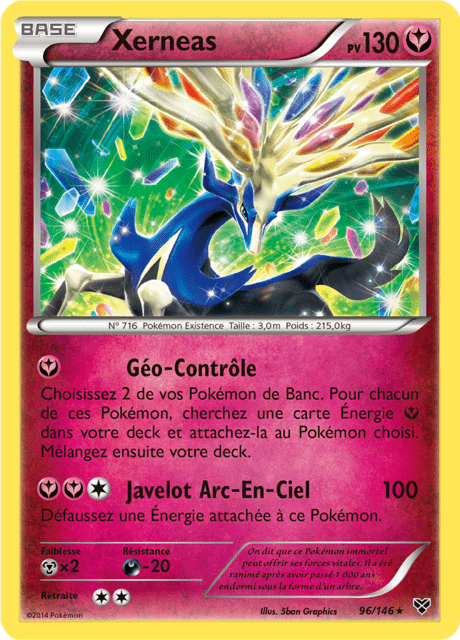 BASE Xerneas PV130
N° 716 Pokémon Existence Taille : 3,0m Poids : 215,0kg
Géo-Contrôle
Choisissez 2 de vos Pokémon de Banc. Pour chacun
de ces Pokémon, cherchez une carte Énergie
dans votre deck et attachez-la au Pokémon choisi.
Mélangez ensuite votre deck.
Javelot Arc-En-Ciel 100
Défaussez une Énergie attachée à ce Pokémon.
Faiblesse Résistance
×2 -20
Retraite
On dit que ce Pokémon immortel
peut offrir ses forces vitales. Il a été
ranimé après avoir passé 1 000 ans
endormi sous la forme d'un arbre.
©2014 Pokémon Illus. 5ban Graphics 96/146 ★